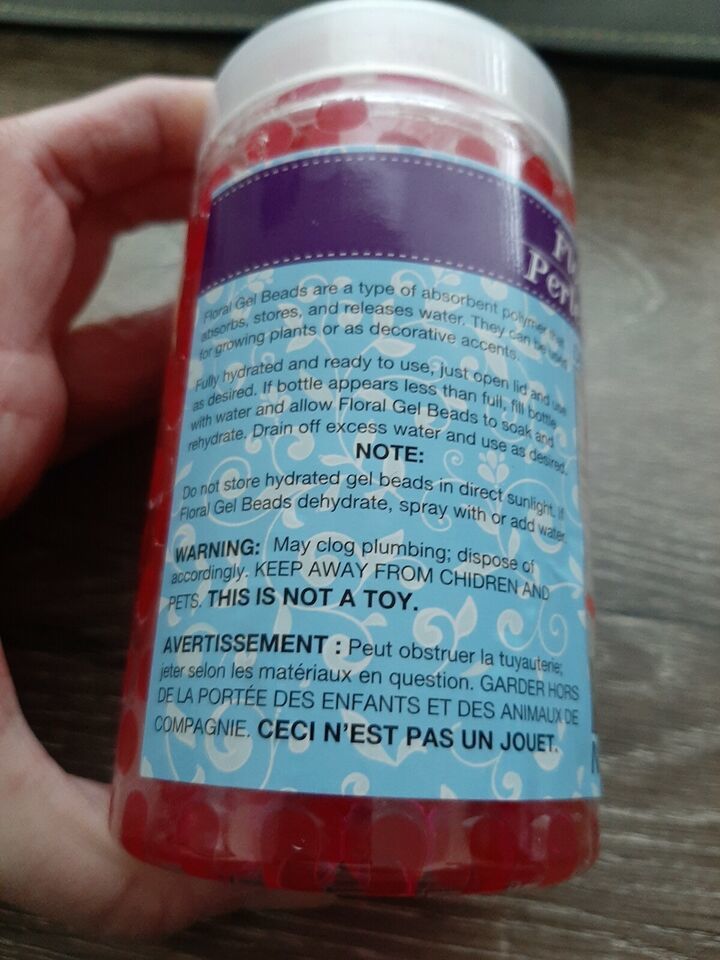 Floral Gel Beads are a type of absorbent polymer that
absorbs, stores, and releases water. They can be used
for growing plants or as decorative accents.
Fully hydrated and ready to use, just open lid and use
as desired. If bottle appears less than full, fill bottle
with water and allow Floral Gel Beads to soak and
rehydrate. Drain off excess water and use as desired.
NOTE:
Do not store hydrated gel beads in direct sunlight. If
Floral Gel Beads dehydrate, spray with or add water.
WARNING: May clog plumbing; dispose of
accordingly. KEEP AWAY FROM CHIDREN AND
PETS. THIS IS NOT A TOY.
AVERTISSEMENT : Peut obstruer la tuyauterie;
jeter selon les matériaux en question. GARDER HORS
DE LA PORTÉE DES ENFANTS ET DES ANIMAUX DE
COMPAGNIE. CECI N'EST PAS UN JOUET.